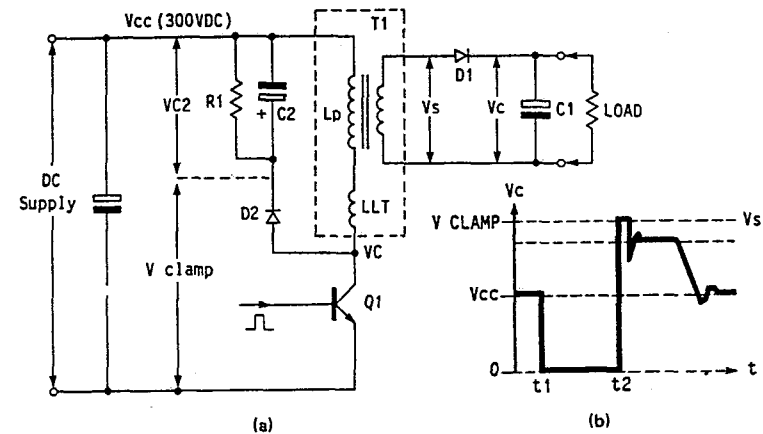 Vcc (300VDC)
T1
VC2
R1
+ C2
Lp
D1
Vs
Vc
C1
LOAD
DC
Supply
D2
LLT
V clamp
VC
Q1
Vc
V CLAMP
Vs
Vcc
0
t1
t2
t
(a)
(b)